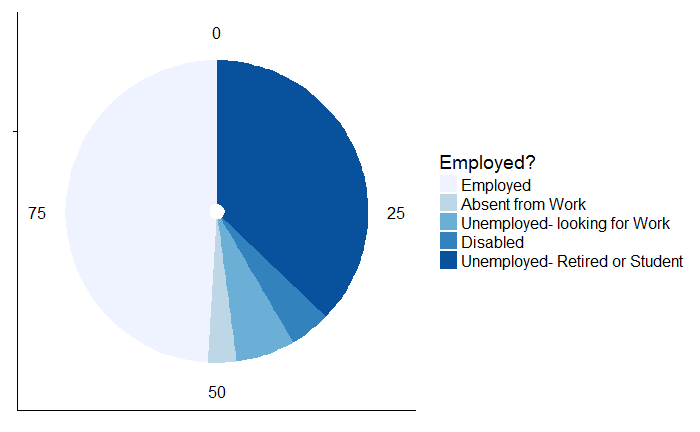 0
75
25
50
Employed?
Employed
Absent from Work
Unemployed- looking for Work
Disabled
Unemployed- Retired or Student